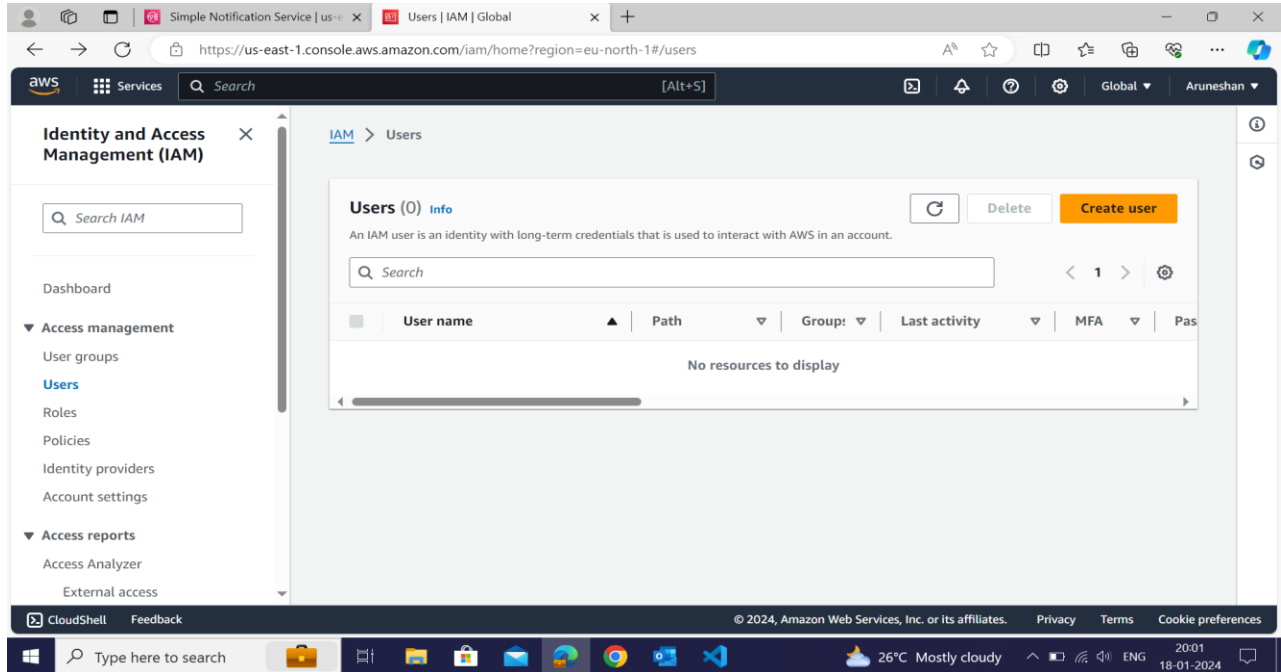 Simple Notification Service | us-e
Users | IAM | Global
https://us-east-1.console.aws.amazon.com/iam/home?region=eu-north-1#/users
aws
Services
Search
[Alt+S]
Global
Aruneshan
Identity and Access
Management (IAM)
Search IAM
Dashboard
Access management
User groups
Users
Roles
Policies
Identity providers
Account settings
Access reports
Access Analyzer
External access
IAM > Users
Users (0) Info
Delete
Create user
An IAM user is an identity with long-term credentials that is used to interact with AWS in an account.
Search
1
User name
Path
Group:
Last activity
MFA
Pas
No resources to display
CloudShell
Feedback
© 2024, Amazon Web Services, Inc. or its affiliates.
Privacy
Terms
Cookie preferences
Type here to search
26°C Mostly cloudy
ENG
20:01
18-01-2024